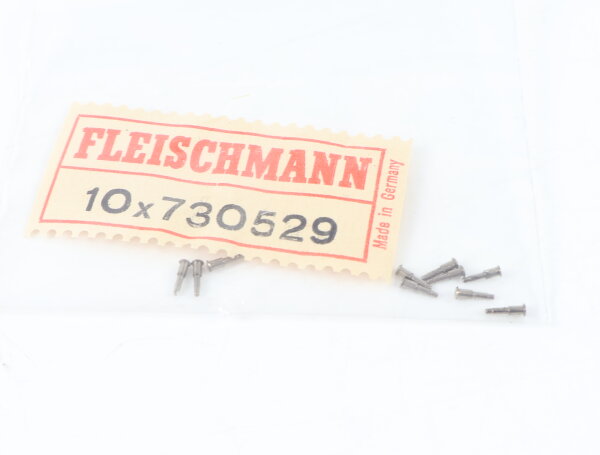 FLEISCHMANN
10x730529
Made in Germany